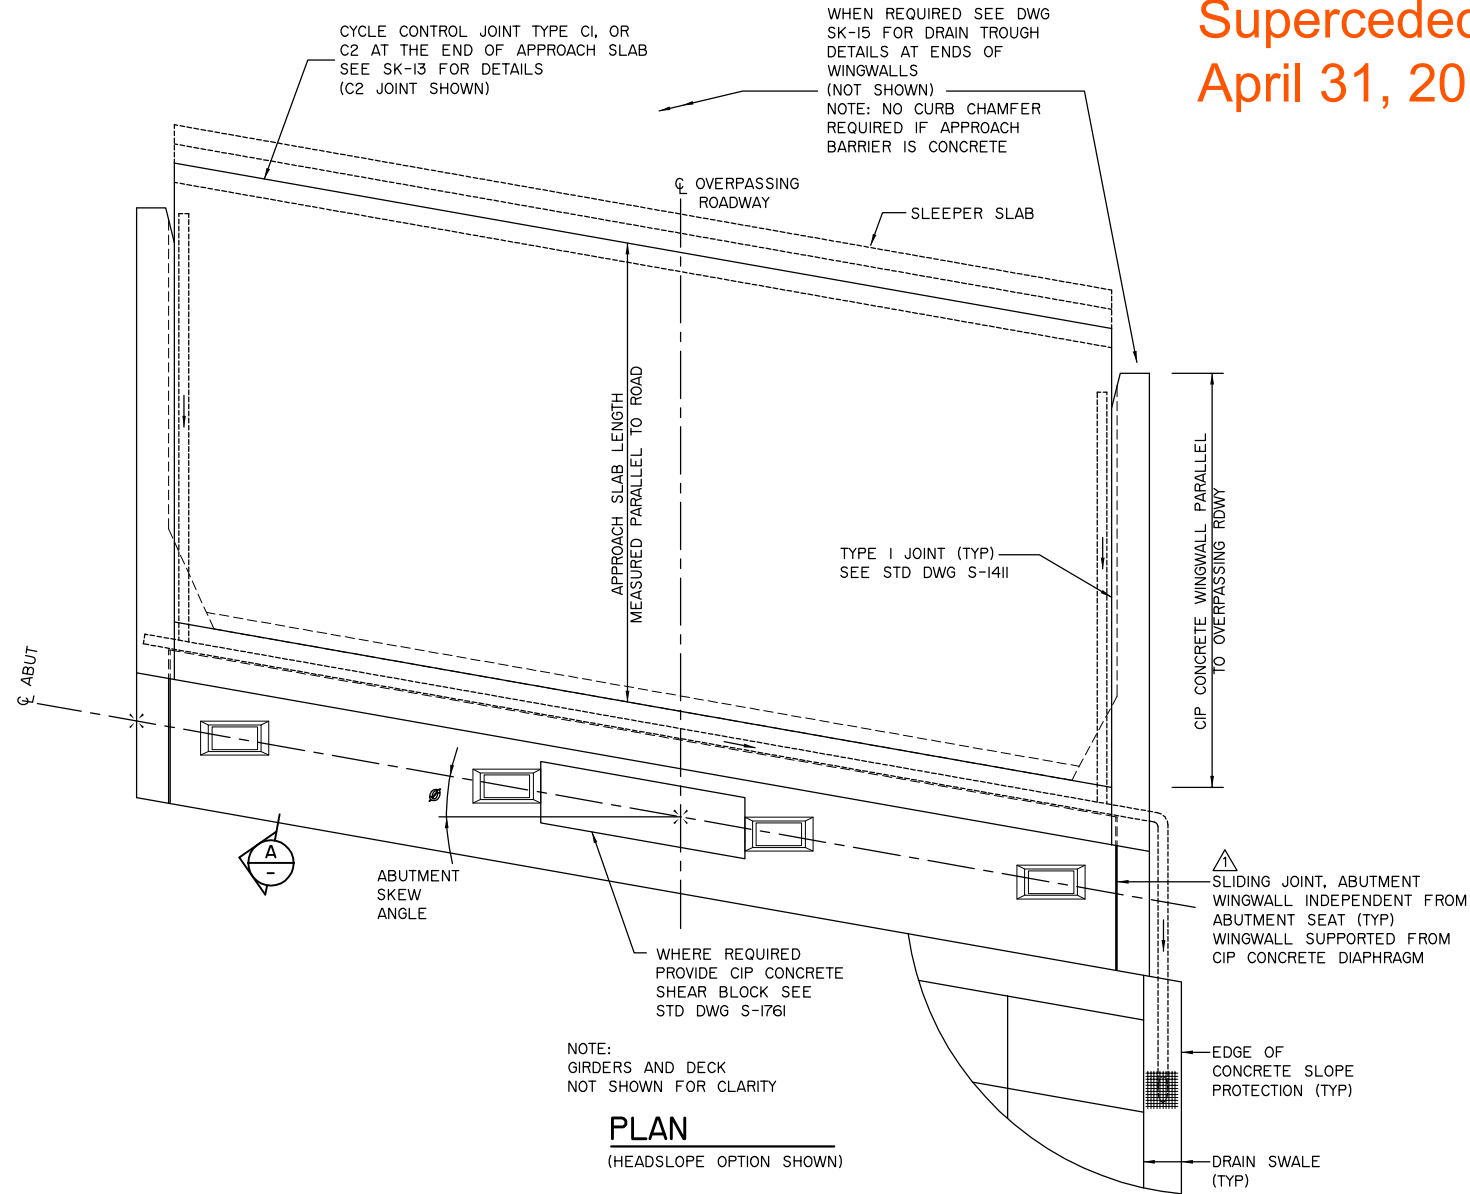 CYCLE CONTROL JOINT TYPE C1, OR
C2 AT THE END OF APPROACH SLAB
SEE SK-13 FOR DETAILS
(C2 JOINT SHOWN)
WHEN REQUIRED SEE DWG
SK-15 FOR DRAIN TROUGH
DETAILS AT ENDS OF
WINGWALLS
(NOT SHOWN)
NOTE: NO CURB CHAMFER
REQUIRED IF APPROACH
BARRIER IS CONCRETE
Superceded
April 31, 20
℄ OVERPASSING
ROADWAY
SLEEPER SLAB
APPROACH SLAB LENGTH
MEASURED PARALLEL TO ROAD
TYPE 1 JOINT (TYP)
SEE STD DWG S-1411
CIP CONCRETE WINGWALL PARALLEL
TO OVERPASSING RDWY
℄ ABUT
Ø
A
-
ABUTMENT
SKEW
ANGLE
WHERE REQUIRED
PROVIDE CIP CONCRETE
SHEAR BLOCK SEE
STD DWG S-1761
1
SLIDING JOINT, ABUTMENT
WINGWALL INDEPENDENT FROM
ABUTMENT SEAT (TYP)
WINGWALL SUPPORTED FROM
CIP CONCRETE DIAPHRAGM
NOTE:
GIRDERS AND DECK
NOT SHOWN FOR CLARITY
EDGE OF
CONCRETE SLOPE
PROTECTION (TYP)
PLAN
(HEADSLOPE OPTION SHOWN)
DRAIN SWALE
(TYP)